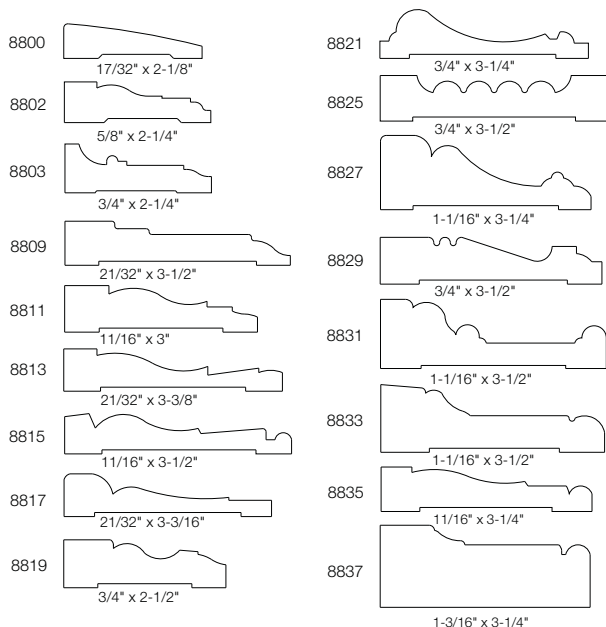 8800
17/32" x 2-1/8"
8802
5/8" x 2-1/4"
8803
3/4" x 2-1/4"
8809
21/32" x 3-1/2"
8811
11/16" x 3"
8813
21/32" x 3-3/8"
8815
11/16" x 3-1/2"
8817
21/32" x 3-3/16"
8819
3/4" x 2-1/2"
8821
3/4" x 3-1/4"
8825
3/4" x 3-1/2"
8827
1-1/16" x 3-1/4"
8829
3/4" x 3-1/2"
8831
1-1/16" x 3-1/2"
8833
1-1/16" x 3-1/2"
8835
11/16" x 3-1/4"
8837
1-3/16" x 3-1/4"